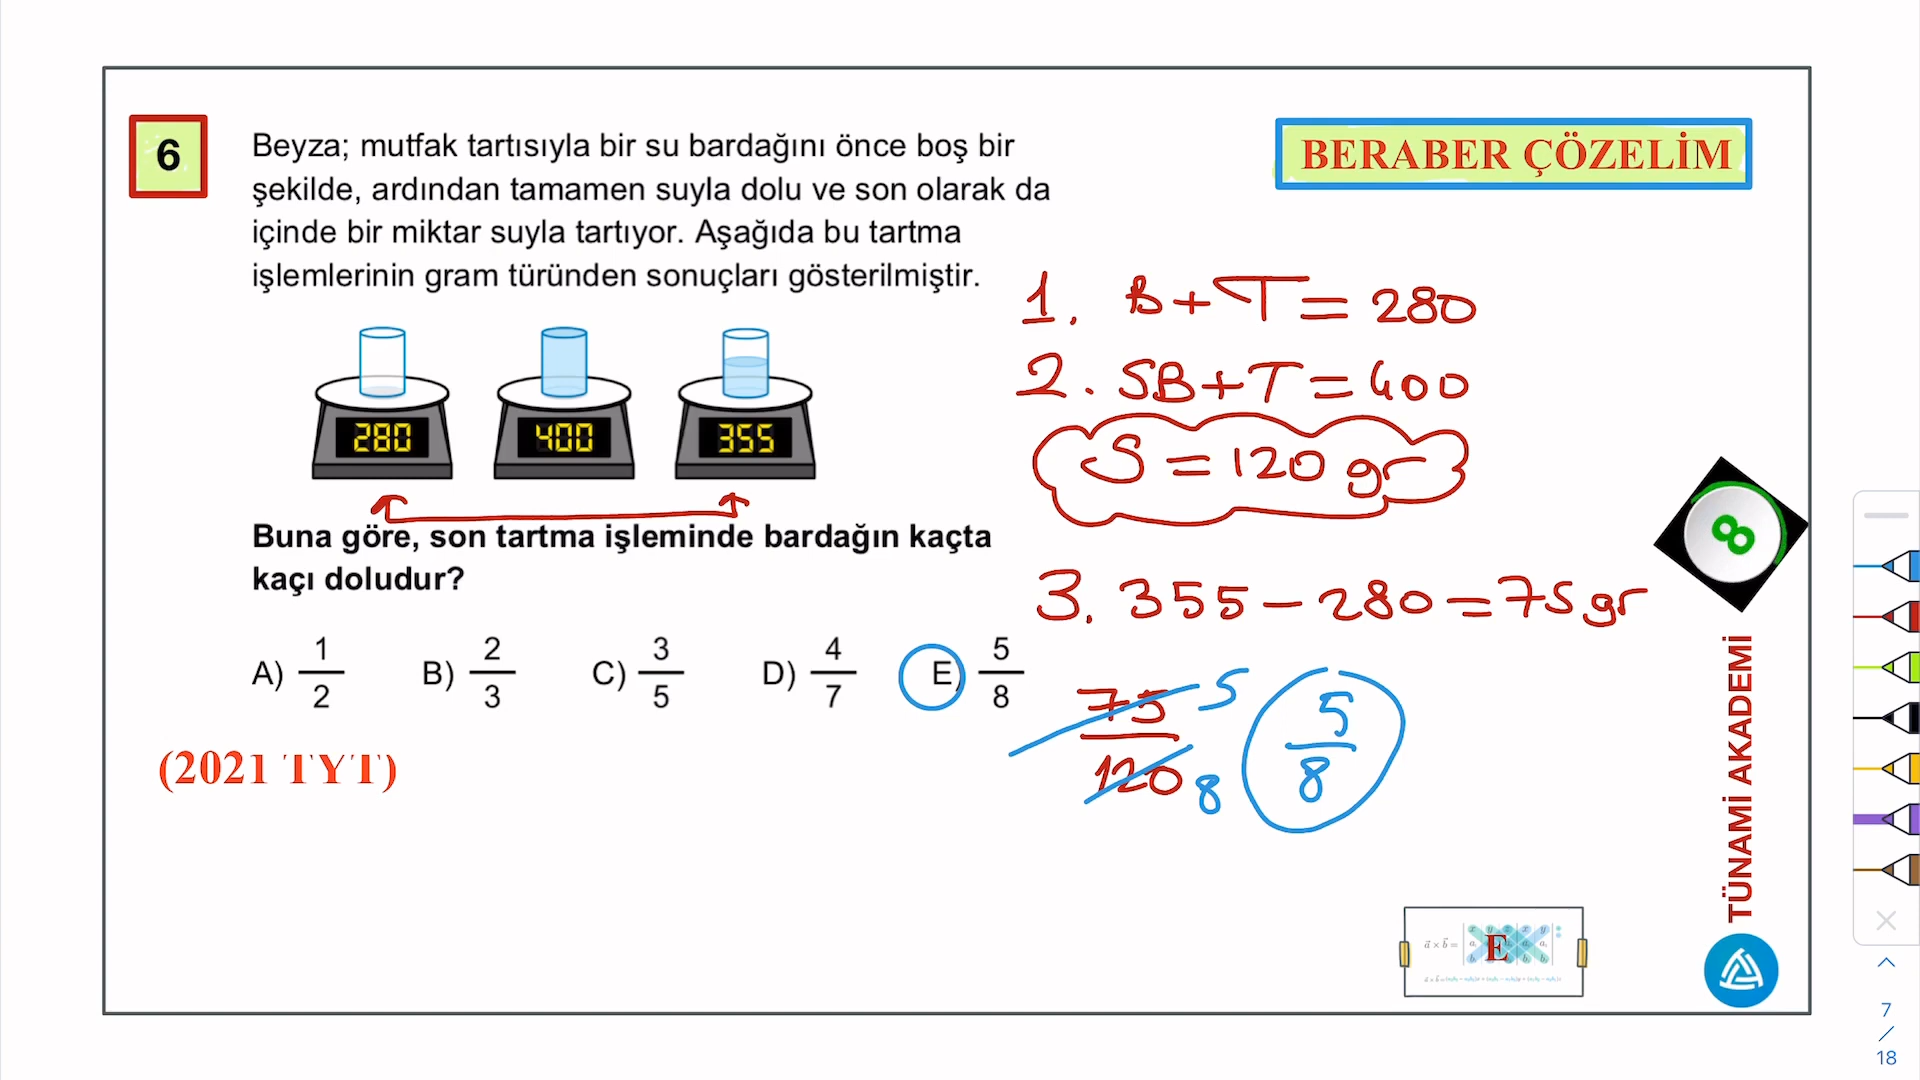 6
Beyza; mutfak tartısıyla bir su bardağını önce boş bir
şekilde, ardından tamamen suyla dolu ve son olarak da
içinde bir miktar suyla tartıyor. Aşağıda bu tartma
işlemlerinin gram türünden sonuçları gösterilmiştir.
280 400 355
Buna göre, son tartma işleminde bardağın kaçta
kaçı doludur?
A) 1/2 B) 2/3 C) 3/5 D) 4/7 E) 5/8
(2021 TYT)
BERABER ÇÖZELİM
1. B+T=280
2. SB+T=400
S=120 gr
3. 355-280=75gr
75/120 5/8
5/8
8
TÜNAMİ AKADEMİ
E
7
/
18